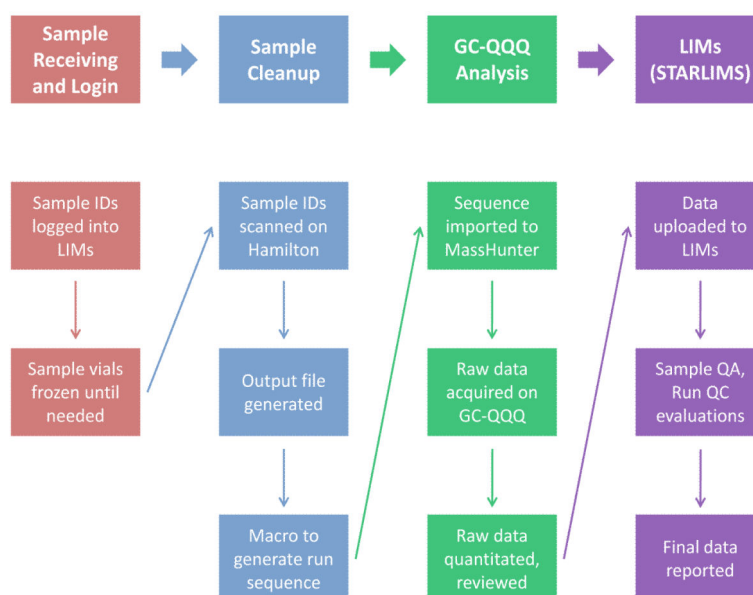 Sample
Receiving
and Login
Sample
Cleanup
GC-QQQ
Analysis
LIMs
(STARLIMS)
Sample IDs
logged into
LIMs
Sample vials
frozen until
needed
Sample IDs
scanned on
Hamilton
Output file
generated
Macro to
generate run
sequence
Sequence
imported to
MassHunter
Raw data
acquired on
GC-QQQ
Raw data
quantitated,
reviewed
Data
uploaded to
LIMs
Sample QA,
Run QC
evaluations
Final data
reported